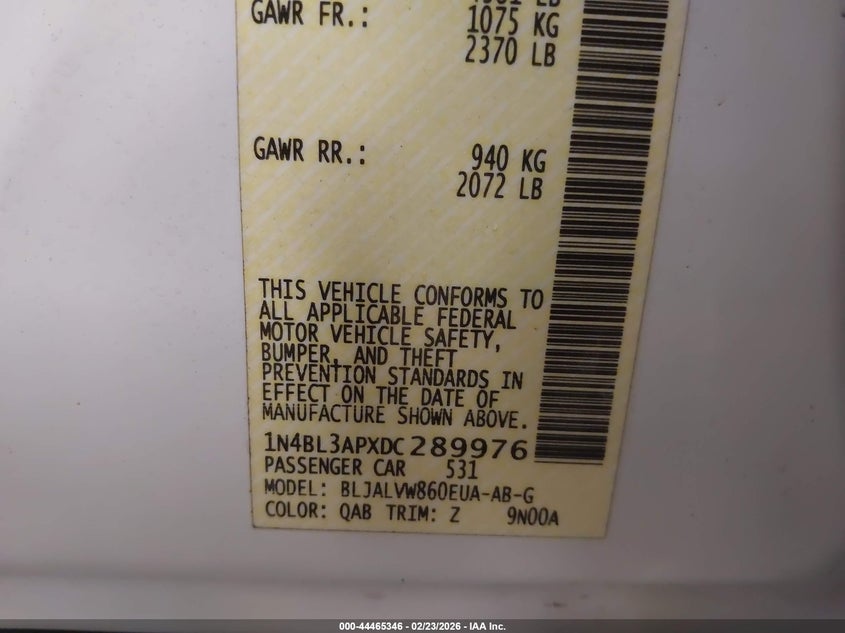 GAWR FR.: 1075 KG
2370 LB
GAWR RR.: 940 KG
2072 LB
THIS VEHICLE CONFORMS TO
ALL APPLICABLE FEDERAL
MOTOR VEHICLE SAFETY,
BUMPER, AND THEFT
PREVENTION STANDARDS IN
EFFECT ON THE DATE OF
MANUFACTURE SHOWN ABOVE.
1N4BL3APXDC289976
PASSENGER CAR 531
MODEL: BLJALVW860EUA-AB-G
COLOR: QAB TRIM: Z 9N00A
000-44465346 - 02/23/2026 - IAA Inc.